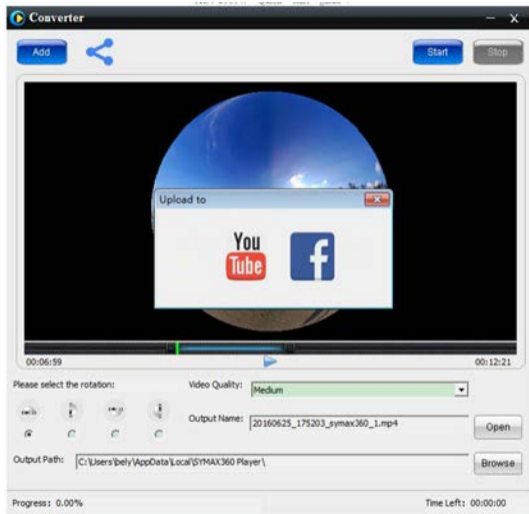 Converter
Add
Start
Stop
Upload to
You
Tube
f
00:06:59
00:12:21
Please select the rotation:
Video Quality:
Medium
Output Name:
20160625_175203_symax360_1.mp4
Open
Output Path:
C:\Users\bely\AppData\Local\SYMAX360 Player\
Browse
Progress: 0.00%
Time Left: 00:00:00